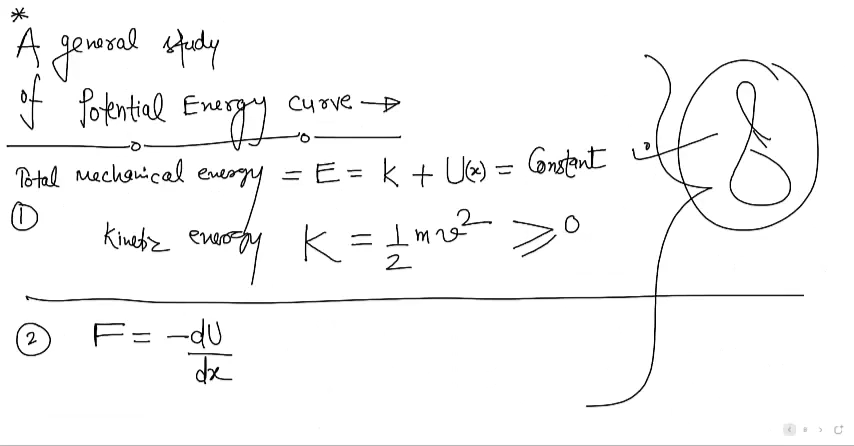 *
A general study
of Potential Energy curve →
Total mechanical energy = E = K + U(x) = Constant
① Kinetic energy K = 1/2 mv² ⩾ 0
② F = -dU/dx